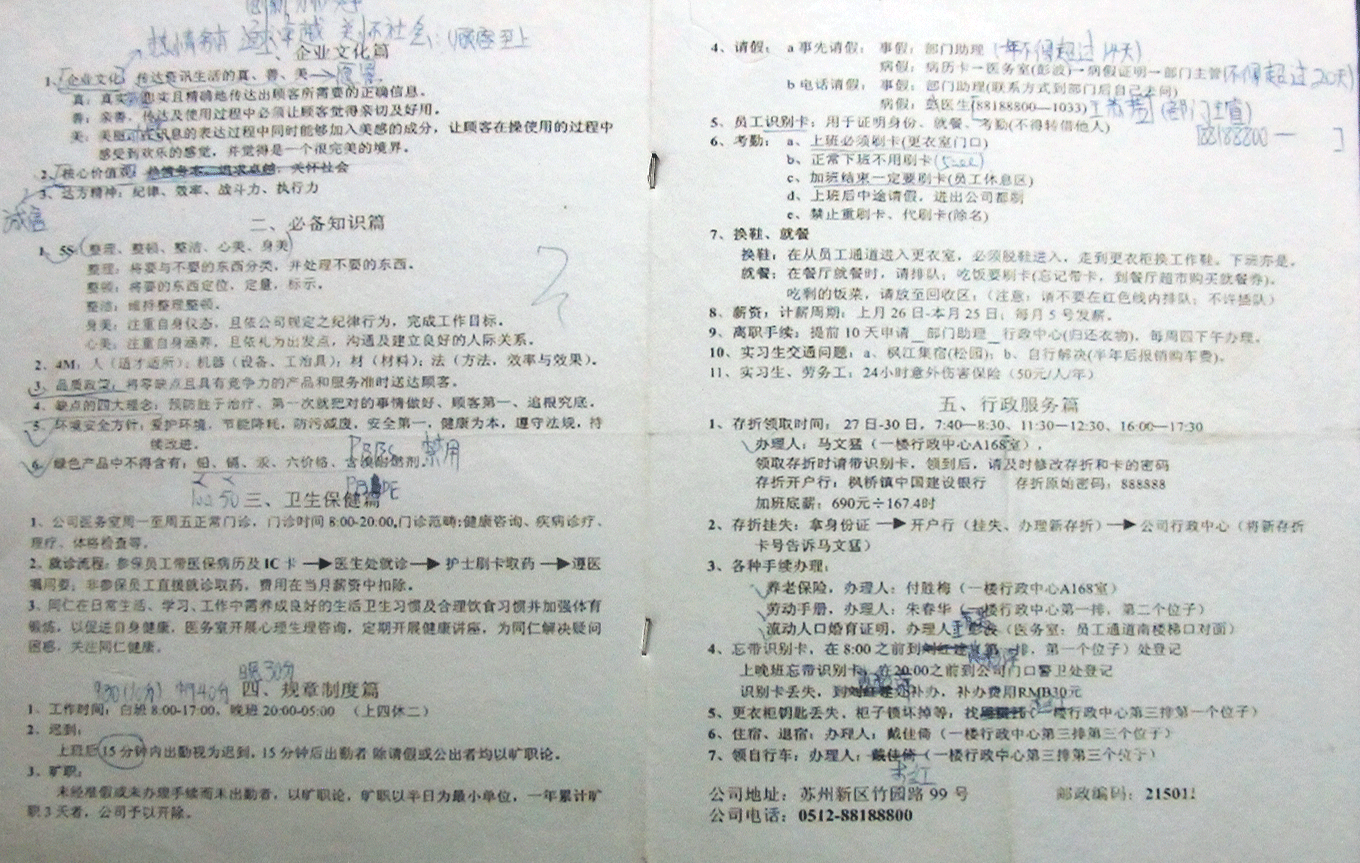 热情务实 追求卓越 关怀社会:顾客至上
一、企业文化篇
1、企业文化:传达资讯生活的真、善、美→愿景
真:真实、忠实且精确地传达出顾客所需要的正确信息。
善:亲善、传达及使用过程中必须让顾客觉得亲切及好用。
美:美丽,在讯息的表达过程中同时能够加入美感的成分,让顾客在操使用的过程中
感受到欢乐的感觉,并觉得是一个很完美的境界。
2、核心价值观:热情务本、追求卓越、关怀社会
3、达方精神:纪律、效率、战斗力、执行力
诚信
二、必备知识篇
1、5S(整理、整顿、整洁、心美、身美)
整理:将要与不要的东西分类,并处理不要的东西。
整顿:将要的东西定位、定量、标示。
整洁:维持整理整顿。
身美:注重自身仪态,且依公司规定之纪律行为,完成工作目标。
心美:注重自身涵养,且依礼为出发点,沟通及建立良好的人际关系。
2、4M:人(适才适所);机器(设备、工治具);材(材料);法(方法,效率与效果)。
3、品质政策:将零缺点且具有竞争力的产品和服务准时送达顾客。
4、缺点的四大理念:预防胜于治疗、第一次就把对的事情做好、顾客第一、追根究底。
5、环境安全方针:爱护环境,节能降耗,防污减废,安全第一,健康为本,遵守法规,持
续改进。
PBBS 禁用
6、绿色产品中不得含有:铅、镉、汞、六价铬、含溴耐燃剂。
100 50 PBDE
三、卫生保健篇
1、公司医务室周一至周五正常门诊,门诊时间 8:00-20:00,门诊范畴:健康咨询、疾病诊疗、
理疗、体格检查等。
2、就诊流程:参保员工带医保病历及IC卡 → 医生处就诊 → 护士刷卡取药 → 遵医
嘱用药;非参保员工直接就诊取药,费用在当月薪资中扣除。
3、同仁在日常生活、学习、工作中需养成良好的生活卫生习惯及合理饮食习惯并加强体育
锻炼,以促进自身健康,医务室开展心理生理咨询,定期开展健康讲座,为同仁解决疑问
困惑,关注同仁健康。
9:30(10分) 40分 晚30分
四、规章制度篇
1、工作时间:白班 8:00-17:00,晚班 20:00-05:00 (上四休二)
2、迟到:
上班后15分钟内出勤视为迟到,15分钟后出勤者 除请假或公出者均以旷职论。
3、旷职:
未经准假或未办理手续而未出勤者,以旷职论,旷职以半日为最小单位,一年累计旷
职3天者,公司予以开除。
4、请假: a 事先请假: 事假:部门助理(年不得超过14天)
病假:病历卡—医务室(彭波)—病假证明—部门主管(不得超过20天)
b 电话请假: 事假:部门助理(联系方式到部门后自己去问)
病假:医生[88188800—1033] (部门主管)
[88188800— ]
5、员工识别卡:用于证明身份、就餐、考勤(不得转借他人)
6、考勤: a、上班必须刷卡(更衣室门口)
b、正常下班不用刷卡
c、加班结束一定要刷卡(员工休息区)
d、上班后中途请假,进出公司都刷
e、禁止重刷卡、代刷卡(除名)
7、换鞋、就餐
换鞋:在从员工通道进入更衣室,必须脱鞋进入,走到更衣柜换工作鞋。下班亦是。
就餐:在餐厅就餐时,请排队;吃饭要刷卡(忘记带卡,到餐厅超市购买就餐券)。
吃剩的饭菜,请放至回收区;(注意:请不要在红色线内排队;不许插队)
8、薪资:计薪周期:上月26日-本月25日;每月5号发薪。
9、离职手续:提前10天申请_部门助理_行政中心(归还衣物),每周四下午办理。
10、实习生交通问题:a、枫江集宿(松园);b、自行解决(半年后报销购车费)。
11、实习生、劳务工:24小时意外伤害保险(50元/人/年)
五、行政服务篇
1、存折领取时间: 27日-30日,7:40—8:30、11:30—12:30、16:00—17:30
办理人:马文猛(一楼行政中心A168室),
领取存折时请带识别卡,领到后,请及时修改存折和卡的密码
存折开户行:枫桥镇中国建设银行 存折原始密码:888888
加班底薪:690元÷167.4时
2、存折挂失:拿身份证 → 开户行(挂失、办理新存折) → 公司行政中心(将新存折
卡号告诉马文猛)
3、各种手续办理:
养老保险,办理人:付胜梅(一楼行政中心A168室)
劳动手册,办理人:朱春华(一楼行政中心第一排,第二个位子)
流动人口婚育证明,办理人:彭波(医务室:员工通道南楼梯口对面)
4、忘带识别卡,在8:00之前到刘红建(第一排,第一个位子)处登记
上晚班忘带识别卡,在20:00之前到公司门口警卫处登记
识别卡丢失,到刘红建处补办,补办费用RMB30元
5、更衣柜钥匙丢失,柜子锁坏掉等:找(一楼行政中心第三排第一个位子)
6、住宿、退宿:办理人:戴佳倚(一楼行政中心第三排第三个位子)
7、领自行车:办理人:戴佳倚(一楼行政中心第三排第三个位子)
公司地址:苏州新区竹园路99号 邮政编码:215011
公司电话:0512-88188800